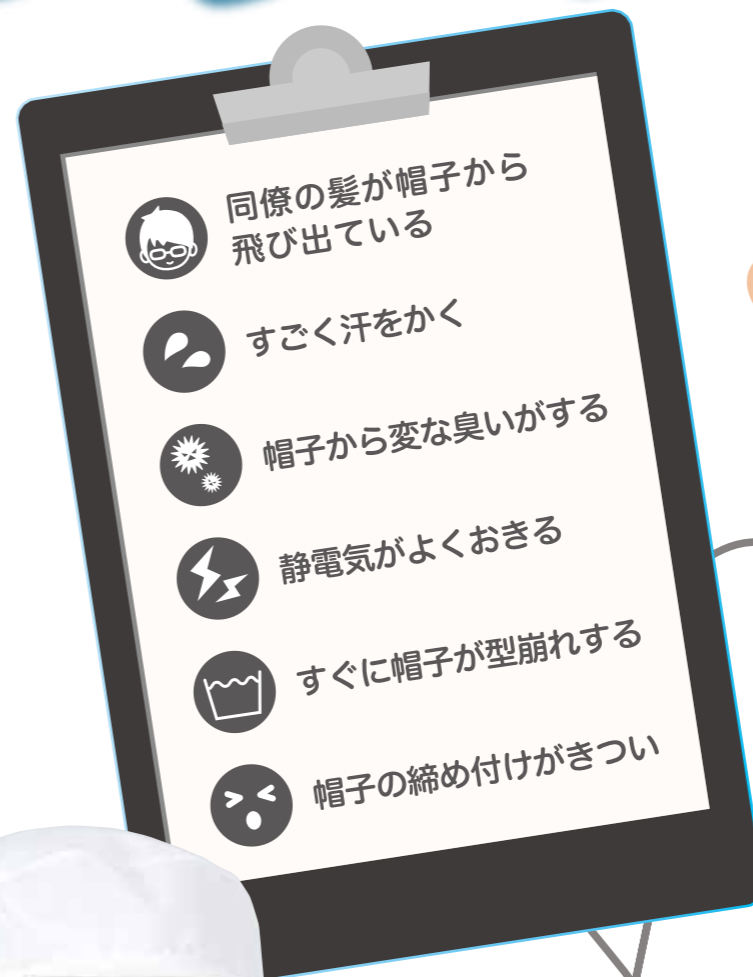 同僚の髪が帽子から
飛び出ている
すごく汗をかく
帽子から変な臭いがする
静電気がよくおきる
すぐに帽子が型崩れする
帽子の締め付けがきつい